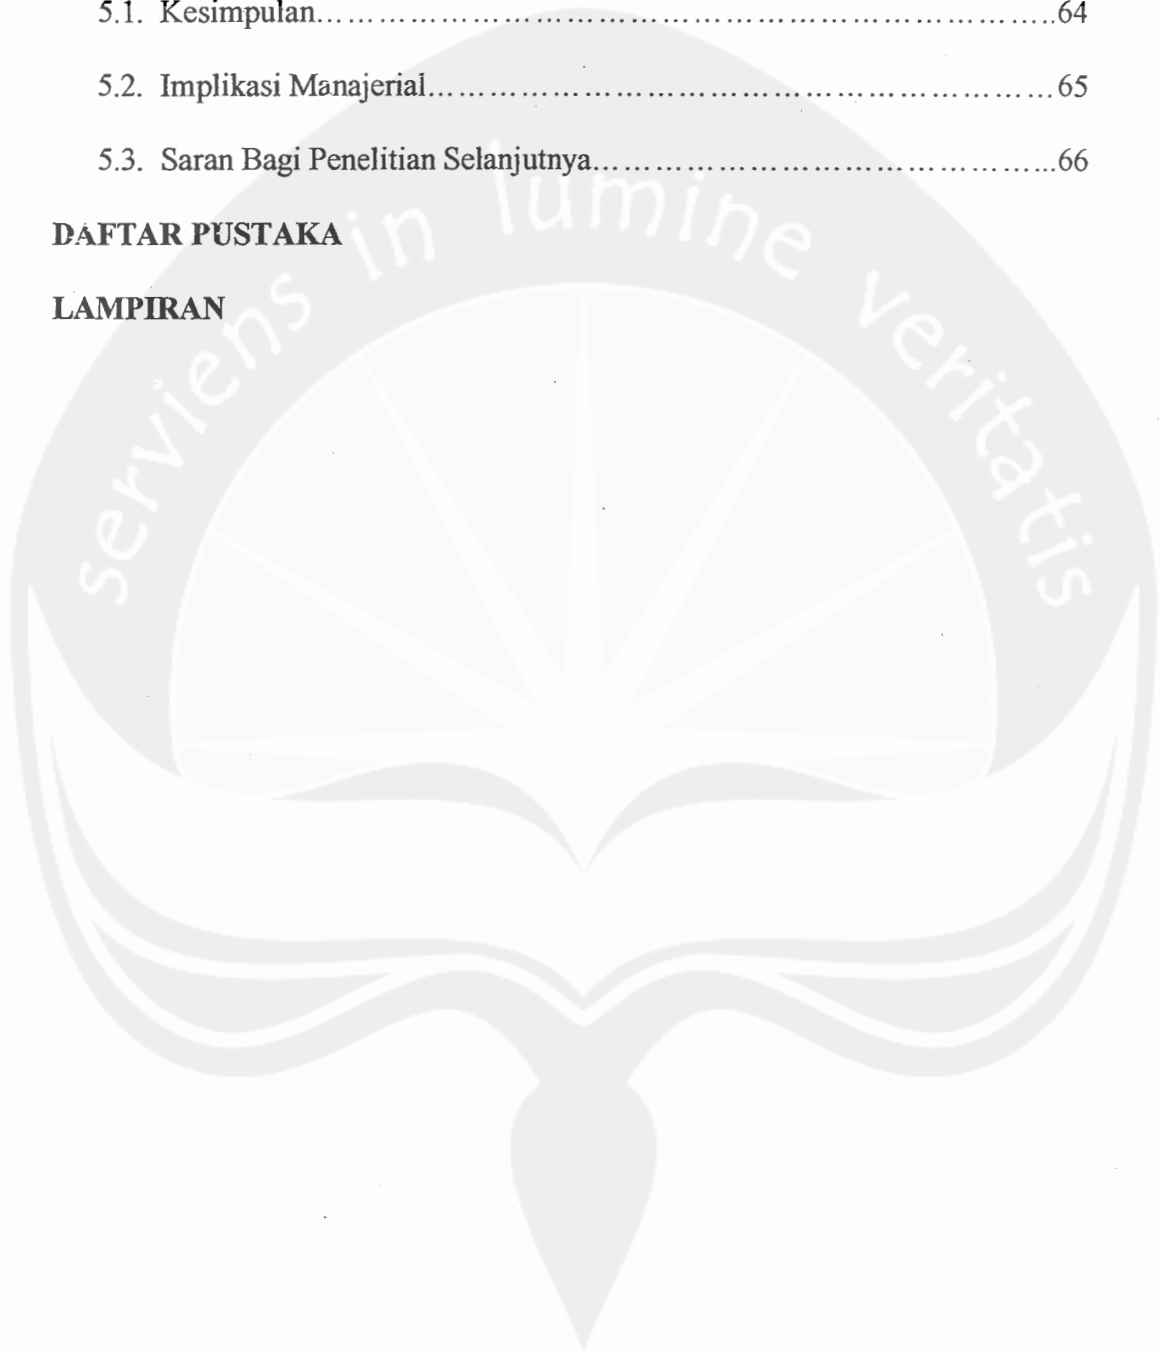 5.1. Kesimpulan……………………………………………………………..64
5.2. Implikasi Manajerial……………………………………………………65
5.3. Saran Bagi Penelitian Selanjutnya……………………………………...66
DAFTAR PUSTAKA
LAMPIRAN
serviens in lumine veritatis